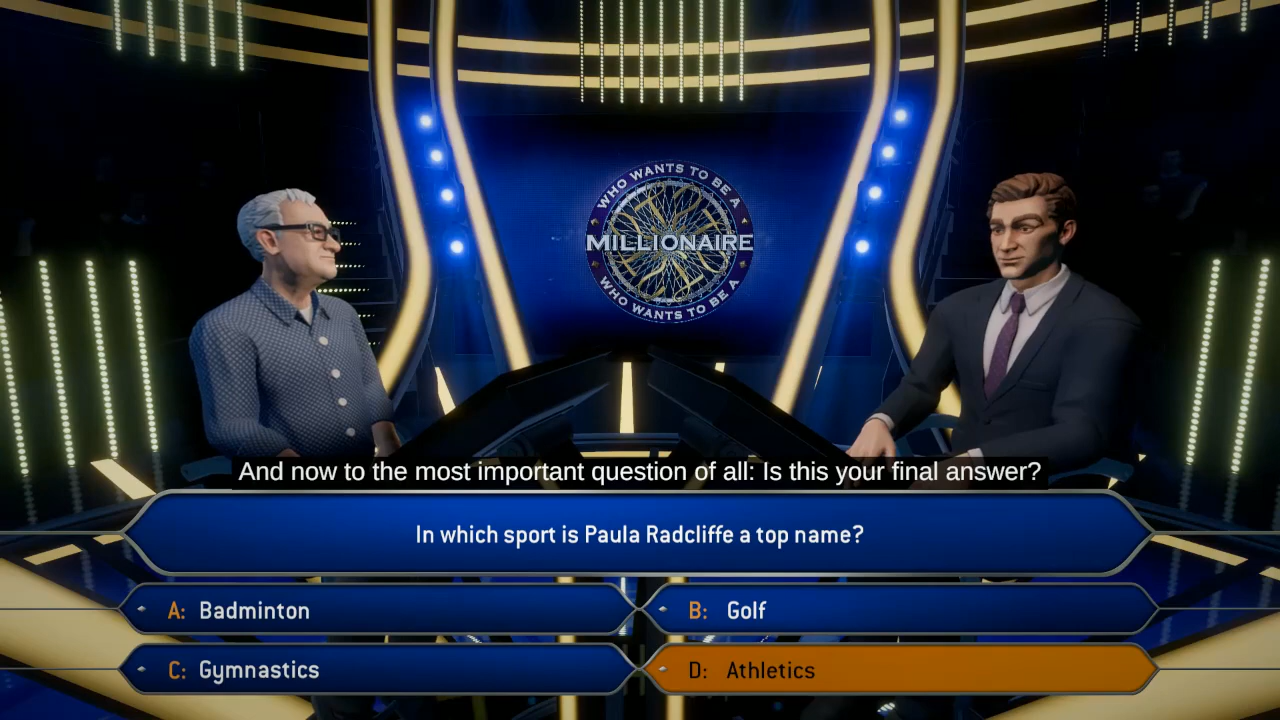 WHO WANTS TO BE A
MILLIONAIRE
WHO WANTS TO BE A
And now to the most important question of all: Is this your final answer?
In which sport is Paula Radcliffe a top name?
A: Badminton
B: Golf
C: Gymnastics
D: Athletics